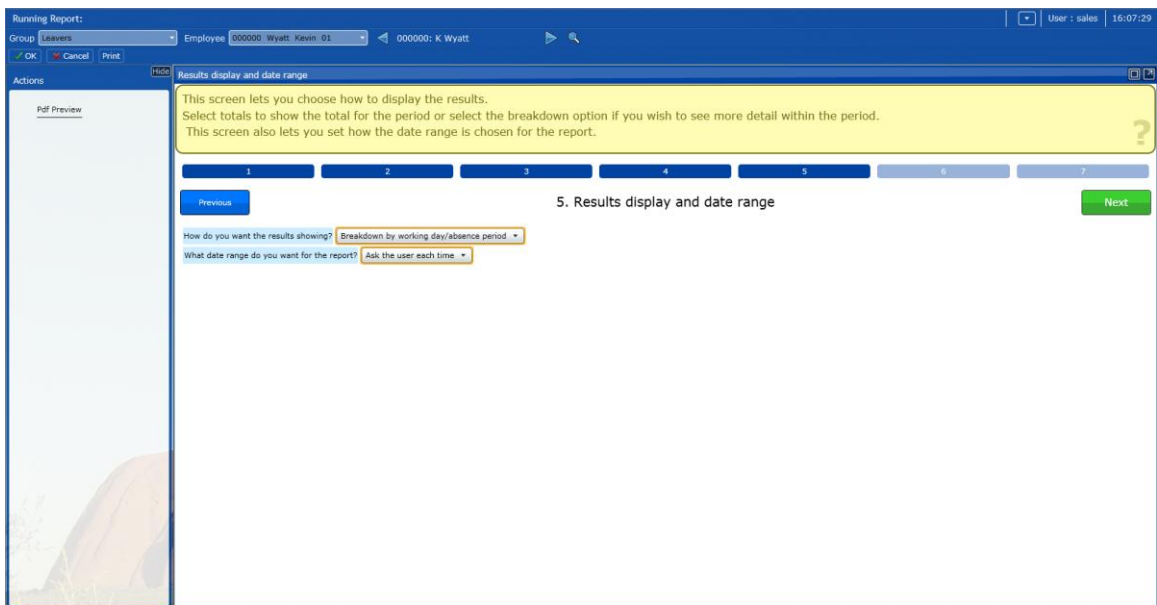 Running Report:
User : sales
16:07:29
Group Leavers Employee 000000 Wyatt Kevin 01 000000: K Wyatt
OK Cancel Print
Actions
Hide
Pdf Preview
Results display and date range
This screen lets you choose how to display the results.
Select totals to show the total for the period or select the breakdown option if you wish to see more detail within the period.
This screen also lets you set how the date range is chosen for the report.
?
1 2 3 4 5 6 7
Previous
5. Results display and date range
Next
How do you want the results showing? Breakdown by working day/absence period
What date range do you want for the report? Ask the user each time